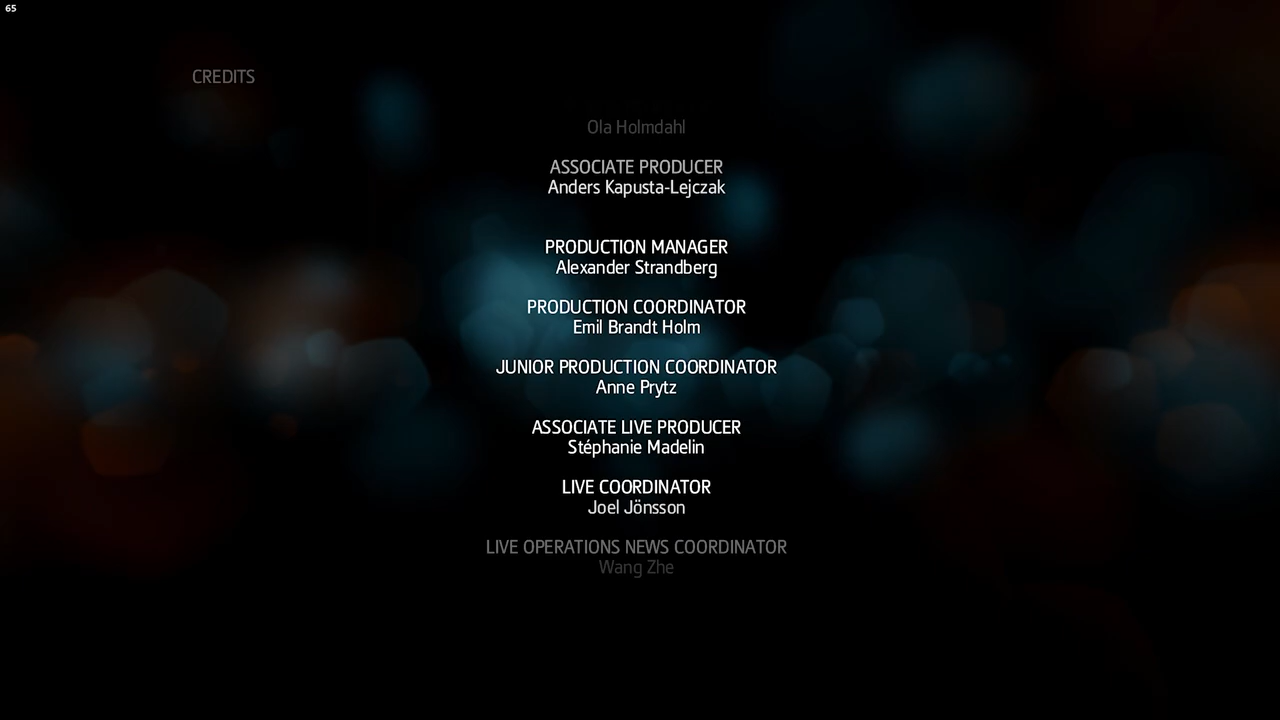 65
CREDITS
Ola Holmdahl
ASSOCIATE PRODUCER
Anders Kapusta-Lejczak
PRODUCTION MANAGER
Alexander Strandberg
PRODUCTION COORDINATOR
Emil Brandt Holm
JUNIOR PRODUCTION COORDINATOR
Anne Prytz
ASSOCIATE LIVE PRODUCER
Stéphanie Madelin
LIVE COORDINATOR
Joel Jönsson
LIVE OPERATIONS NEWS COORDINATOR
Wang Zhe